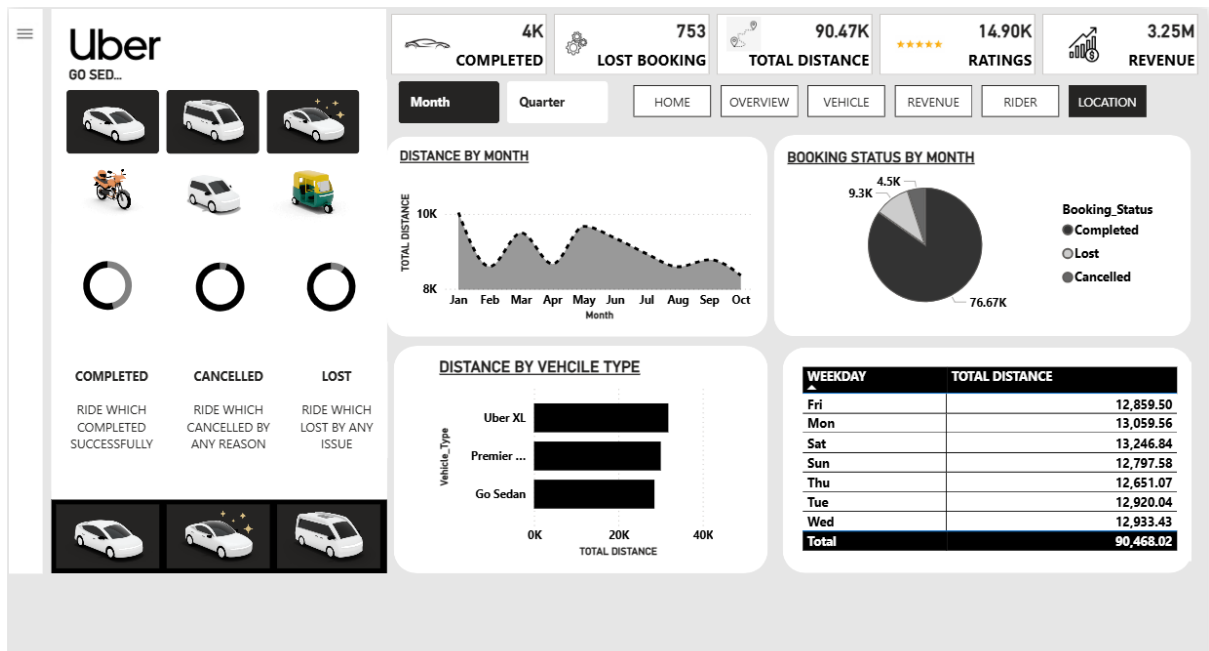 Uber
GO SED...
4K
COMPLETED
753
LOST BOOKING
90.47K
TOTAL DISTANCE
14.90K
RATINGS
3.25M
REVENUE
Month
Quarter
HOME
OVERVIEW
VEHICLE
REVENUE
RIDER
LOCATION
DISTANCE BY MONTH
TOTAL DISTANCE
10K
8K
Jan Feb Mar Apr May Jun Jul Aug Sep Oct
Month
BOOKING STATUS BY MONTH
4.5K
9.3K
76.67K
Booking_Status
Completed
Lost
Cancelled
COMPLETED
RIDE WHICH
COMPLETED
SUCCESSFULLY
CANCELLED
RIDE WHICH
CANCELLED BY
ANY REASON
LOST
RIDE WHICH
LOST BY ANY
ISSUE
DISTANCE BY VEHCILE TYPE
Vehicle_Type
Uber XL
Premier ...
Go Sedan
0K 20K 40K
TOTAL DISTANCE
WEEKDAY TOTAL DISTANCE
Fri 12,859.50
Mon 13,059.56
Sat 13,246.84
Sun 12,797.58
Thu 12,651.07
Tue 12,920.04
Wed 12,933.43
Total 90,468.02